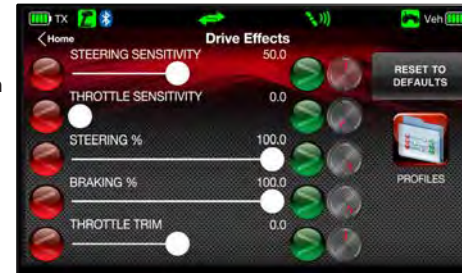 TX Veh
Home Drive Effects
STEERING SENSITIVITY 50.0
THROTTLE SENSITIVITY 0.0
STEERING % 100.0
BRAKING % 100.0
THROTTLE TRIM 0.0
RESET TO
DEFAULTS
PROFILES